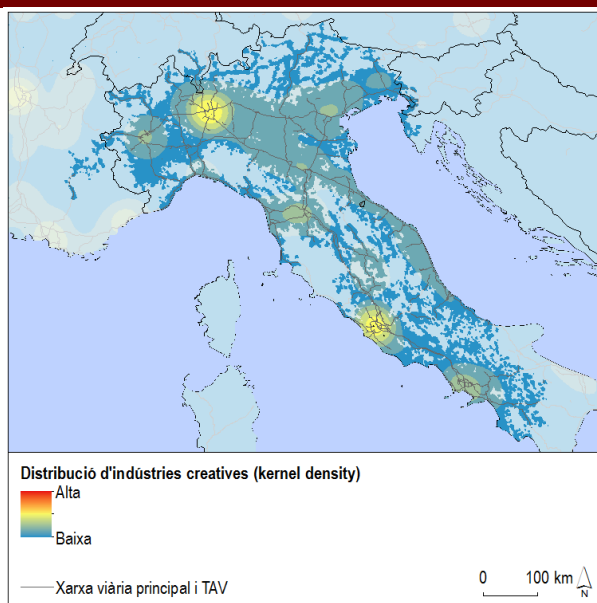 Distribució d'indústries creatives (kernel density)
Alta
Baixa
Xarxa viària principal i TAV
0 100 km
N